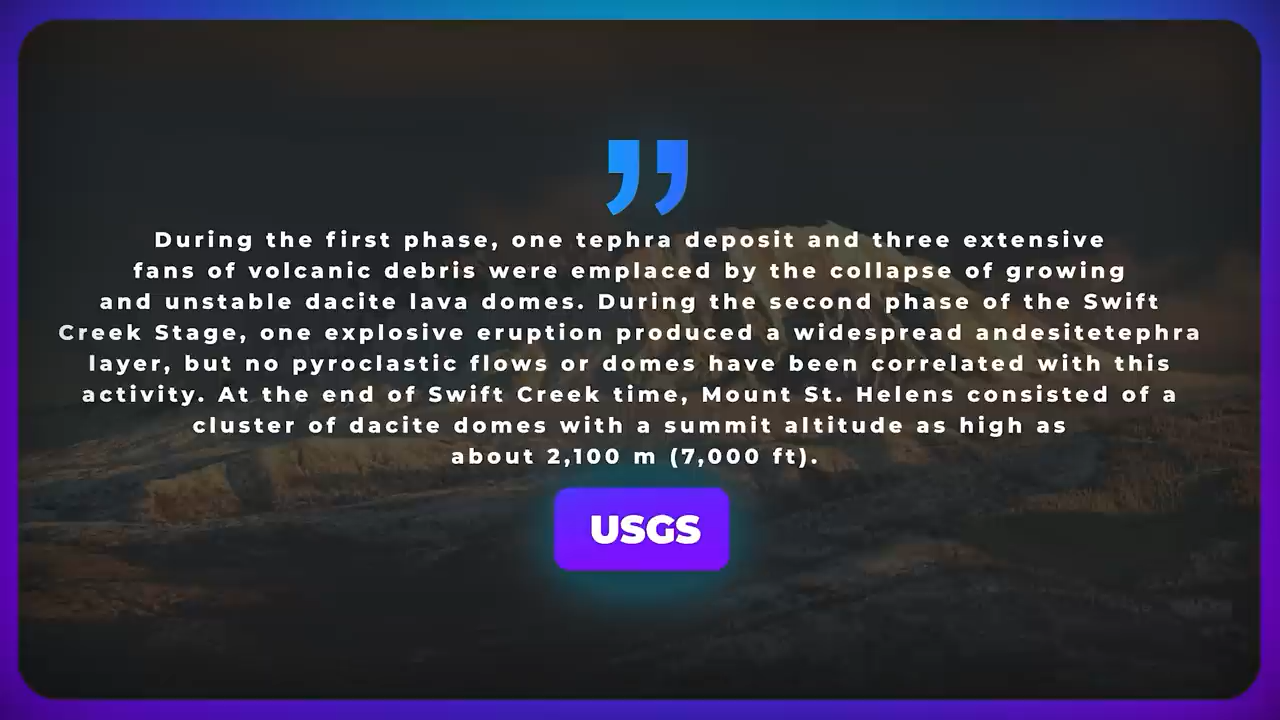 During the first phase, one tephra deposit and three extensive
fans of volcanic debris were emplaced by the collapse of growing
and unstable dacite lava domes. During the second phase of the Swift
Creek Stage, one explosive eruption produced a widespread andesitetephra
layer, but no pyroclastic flows or domes have been correlated with this
activity. At the end of Swift Creek time, Mount St. Helens consisted of a
cluster of dacite domes with a summit altitude as high as
about 2,100 m (7,000 ft).
USGS